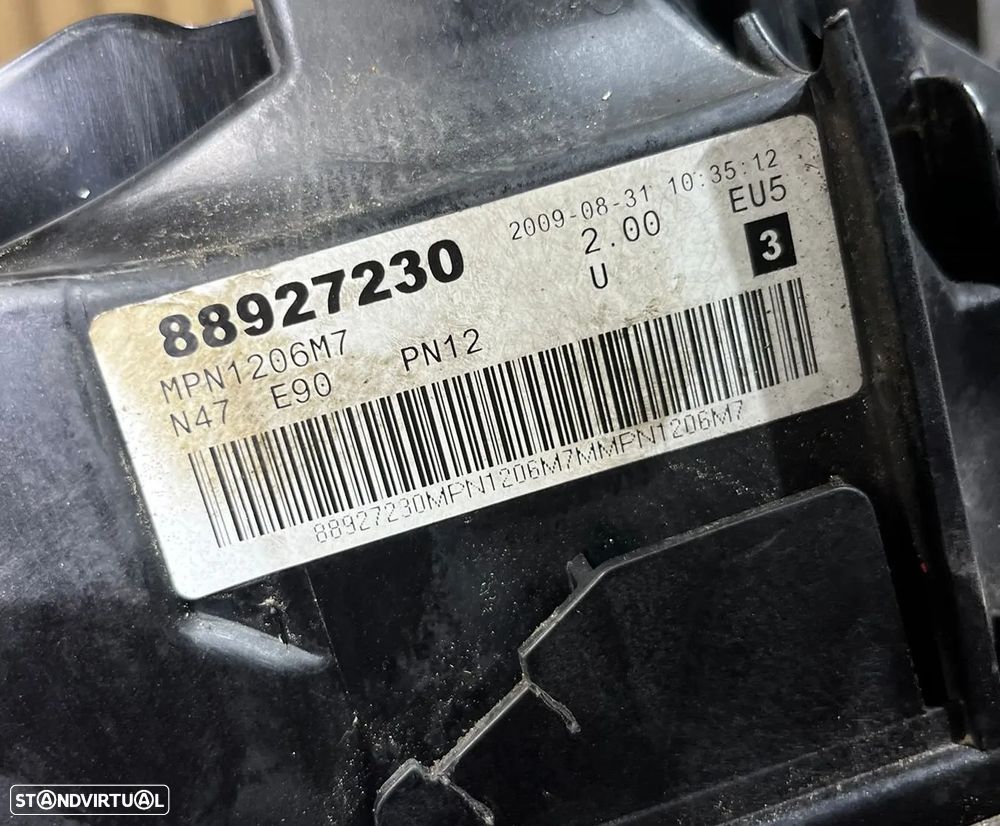 2009-08-31 10:35:12
88927230 2.00 EU5
U 3
MPN1206M7
N47 E90 PN12
88927230MPN1206M7MMPN1206M7
STANDVIRTUAL